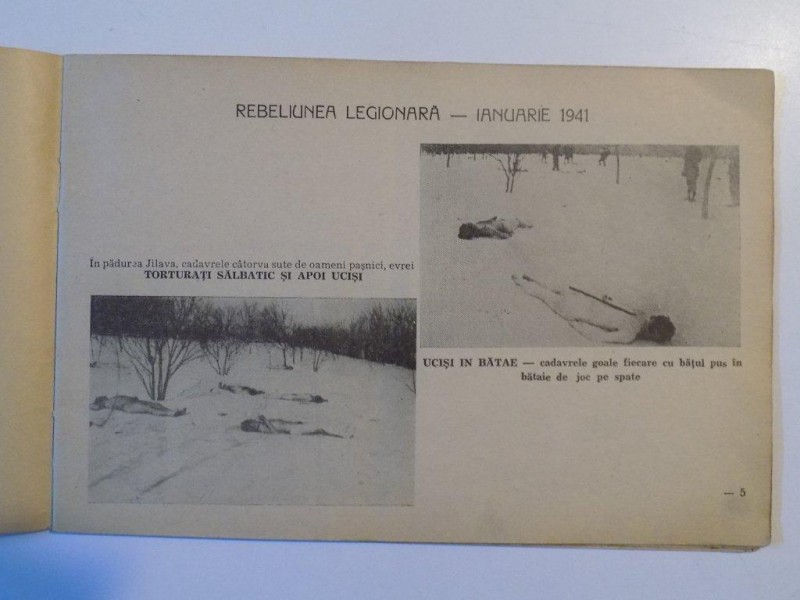 REBELIUNEA LEGIONARĂ — IANUARIE 1941
În pădurea Jilava, cadavrele câtorva sute de oameni paşnici, evrei
TORTURAŢI SĂLBATIC ŞI APOI UCIŞI
UCIŞI IN BĂTAE — cadavrele goale fiecare cu băţul pus în
bătaie de joc pe spate
— 5